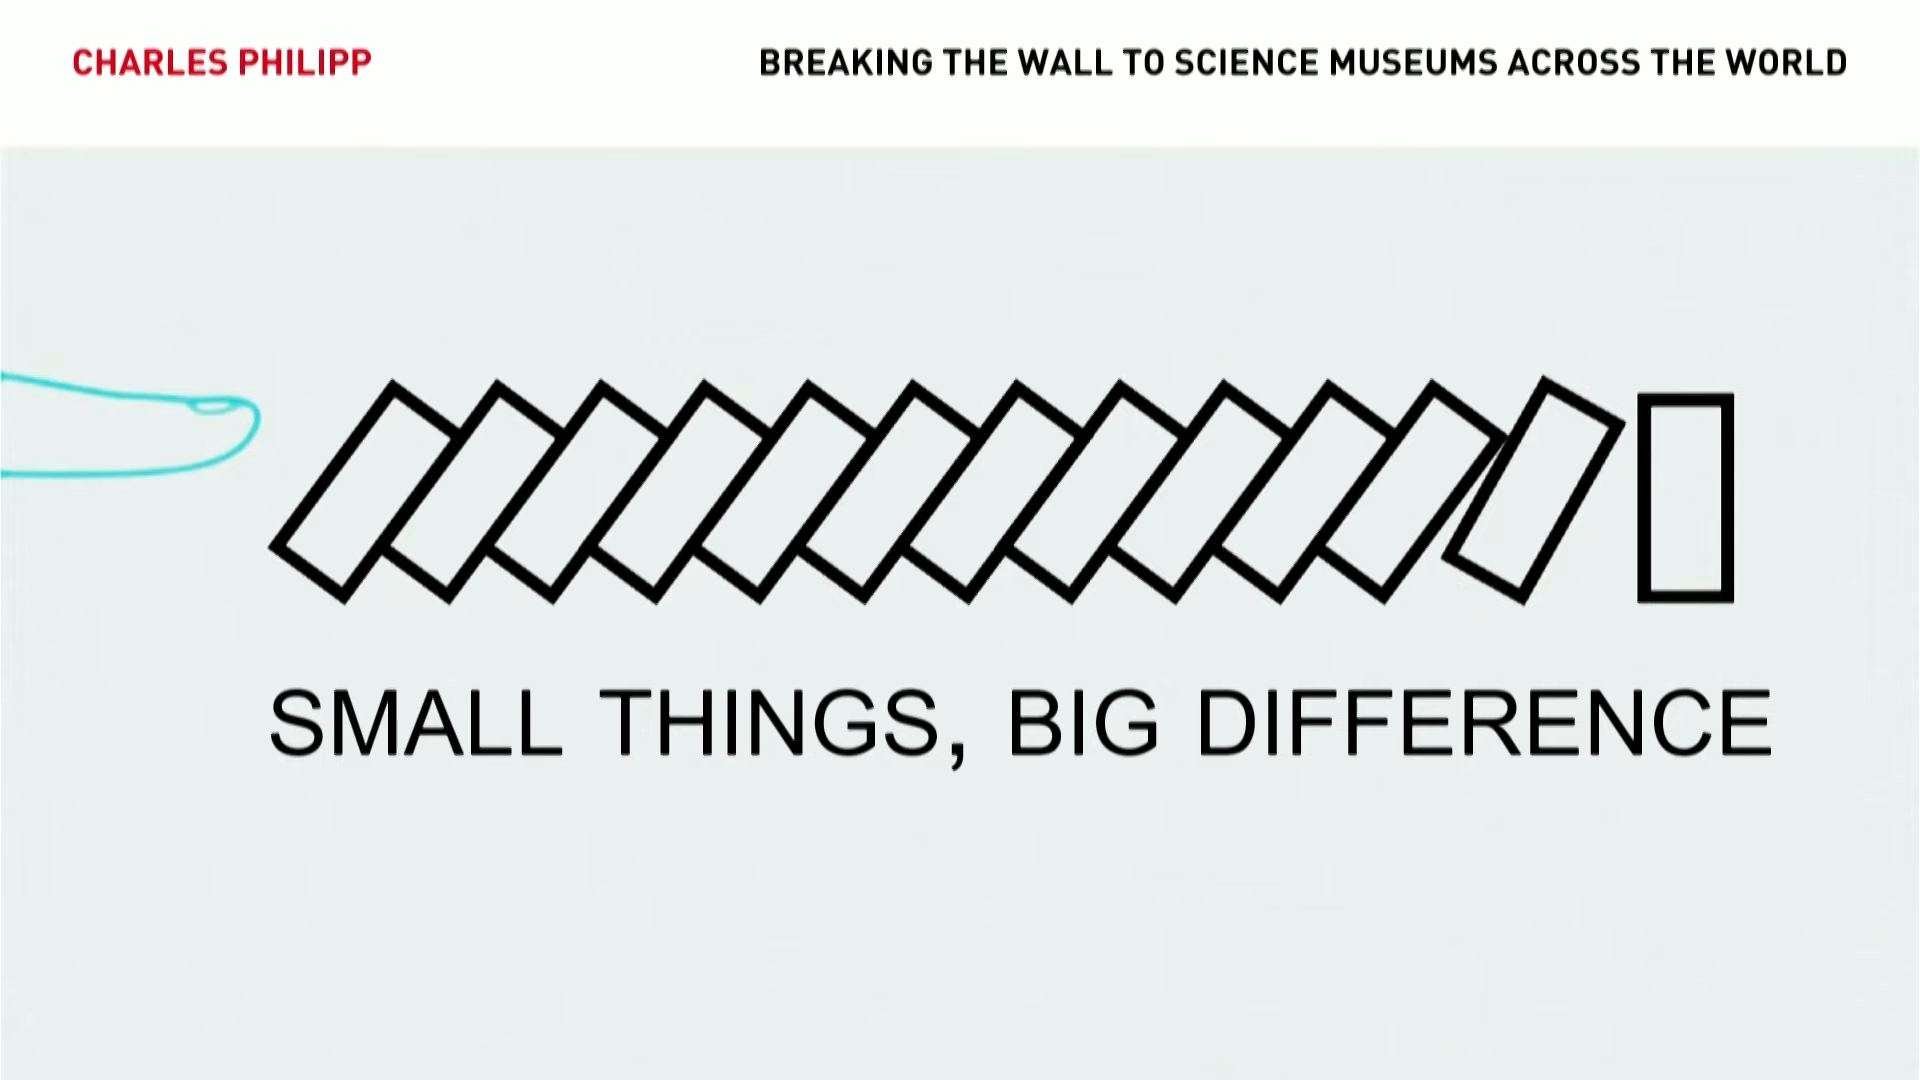 CHARLES PHILIPP
BREAKING THE WALL TO SCIENCE MUSEUMS ACROSS THE WORLD
SMALL THINGS, BIG DIFFERENCE